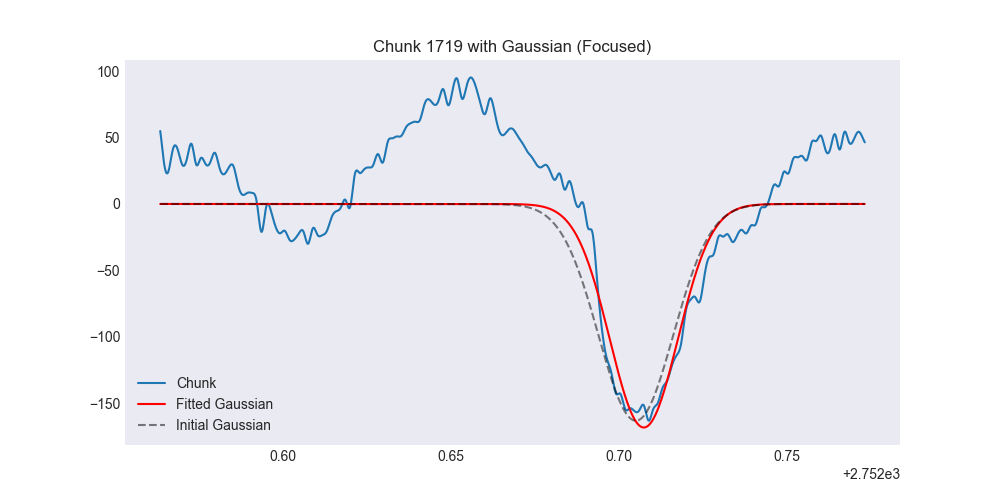 Chunk 1719 with Gaussian (Focused)
100
50
0
−50
−100
−150
Chunk
Fitted Gaussian
Initial Gaussian
0.60 0.65 0.70 0.75
+2.752e3